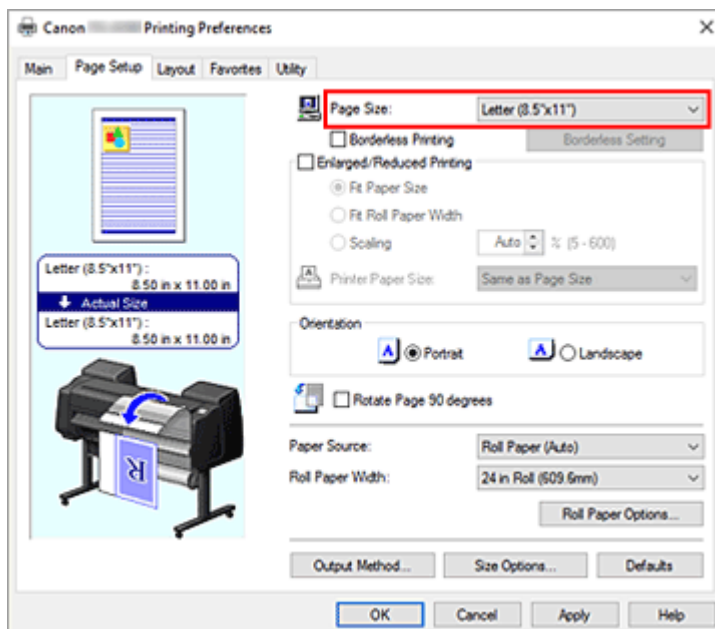 Canon Printing Preferences
Main Page Setup Layout Favorites Utility
Page Size: Letter (8.5"x11")
Borderless Printing Borderless Setting
Enlarged/Reduced Printing
Fit Paper Size
Fit Roll Paper Width
Scaling Auto % (5 - 600)
Printer Paper Size: Same as Page Size
Letter (8.5"x11") :
8.50 in x 11.00 in
Actual Size
Letter (8.5"x11") :
8.50 in x 11.00 in
Orientation
A Portrait A Landscape
Rotate Page 90 degrees
R
Paper Source: Roll Paper (Auto)
Roll Paper Width: 24 in Roll (609.6mm)
Roll Paper Options...
Output Method... Size Options... Defaults
OK Cancel Apply Help